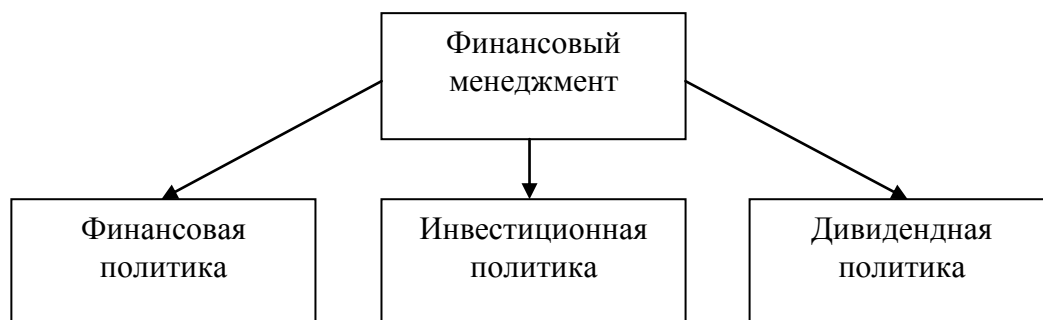 Финансовый
менеджмент
Финансовая
политика
Инвестиционная
политика
Дивидендная
политика